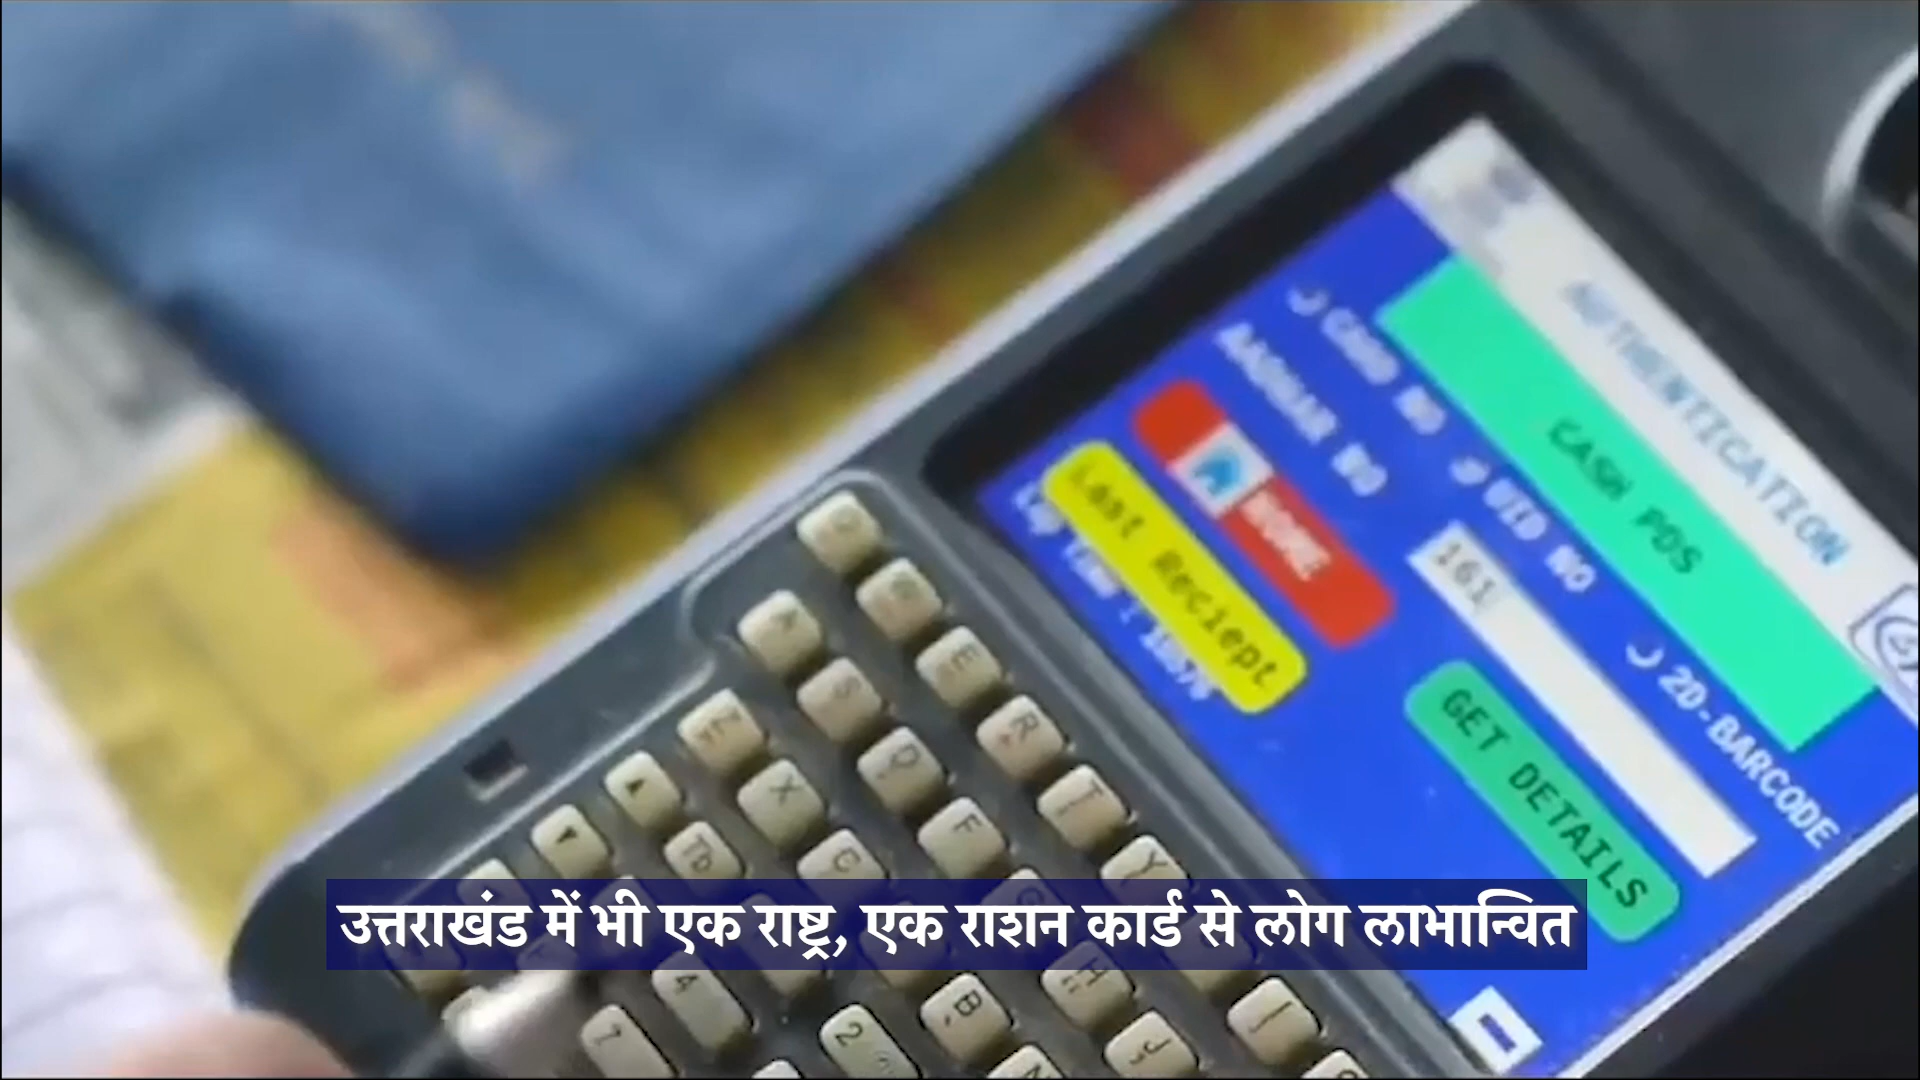 AUTHENTICATION
CASH PDS
CARD NO
UID NO
2D-BARCODE
AADHAR NO
161
HOME
GET DETAILS
Last Reciept
उत्तराखंड में भी एक राष्ट्र, एक राशन कार्ड से लोग लाभान्वित